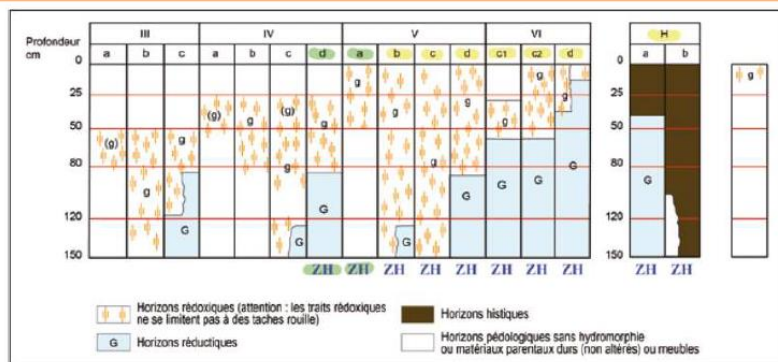 Profondeur
cm
III IV V VI H
a b c a b c d a b c d c1 c2 d a b
0 0
25 25
50 50
80 80
120 120
150 150
g g
(g) (g) g g g g g
(g) g g g g
g g g
G G
G G
G G G
G G
ZH ZH ZH ZH ZH ZH ZH ZH ZH ZH
Horizons rédoxiques (attention : les traits rédoxiques
ne se limitent pas à des taches rouille)
G Horizons réductiques
Horizons histiques
Horizons pédologiques sans hydromorphie
ou matériaux parentaux durs (non altérés) ou meubles